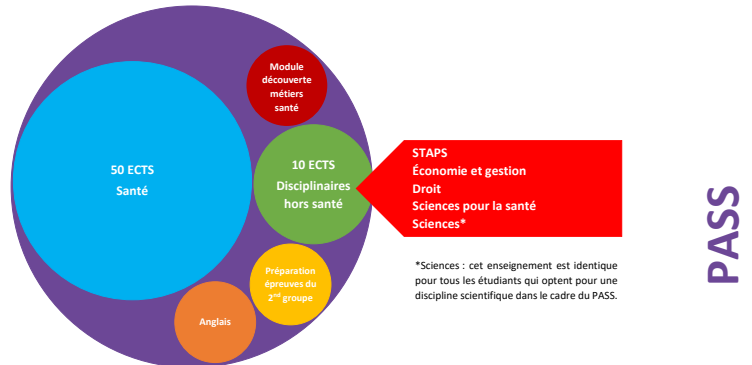 Module
découverte
métiers
santé
50 ECTS
Santé
10 ECTS
Disciplinaires
hors santé
STAPS
Économie et gestion
Droit
Sciences pour la santé
Sciences*
Préparation
épreuves du
2nd groupe
Anglais
*Sciences : cet enseignement est identique
pour tous les étudiants qui optent pour une
discipline scientifique dans le cadre du PASS.
PASS